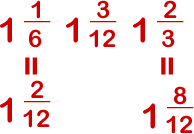 1 1/6 1 3/12 1 2/3
= =
1 2/12 1 8/12